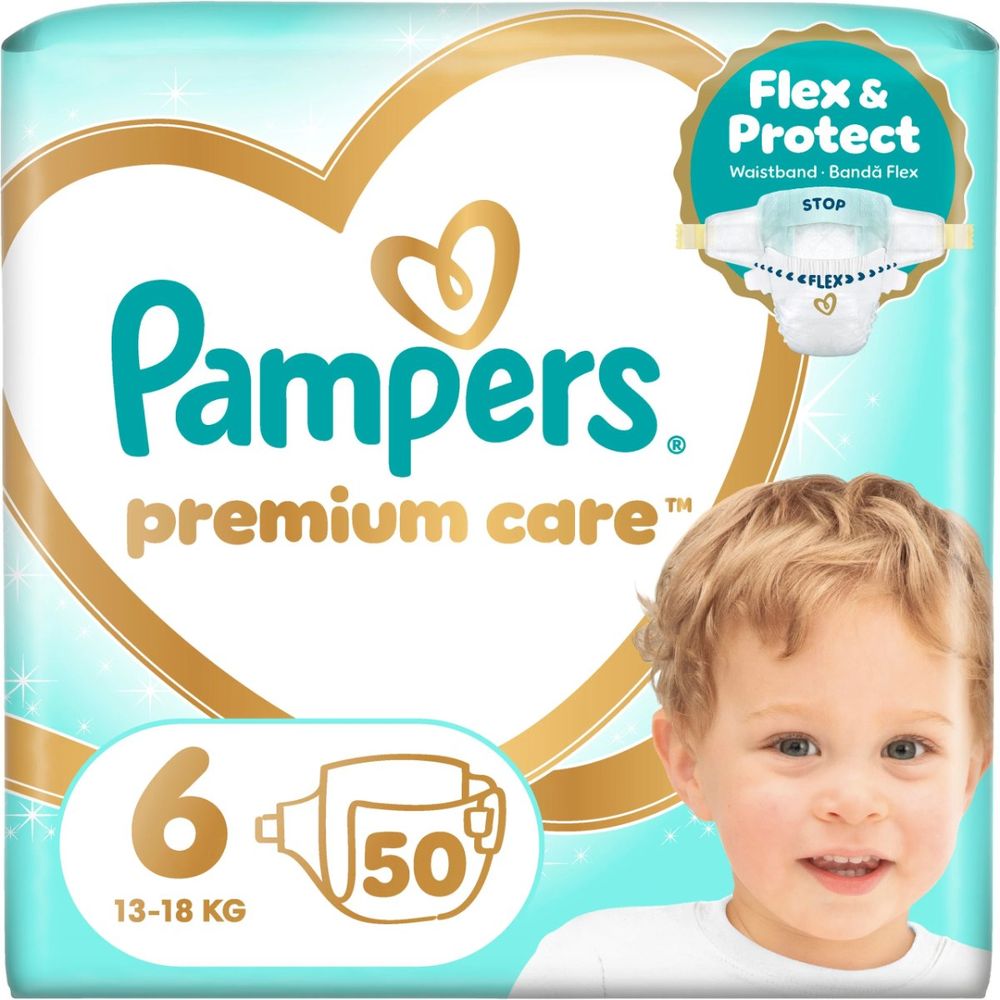 Flex &
Protect
Waistband · Bandă Flex
STOP
FLEX
Pampers®
premium care™
6
50
13-18 KG